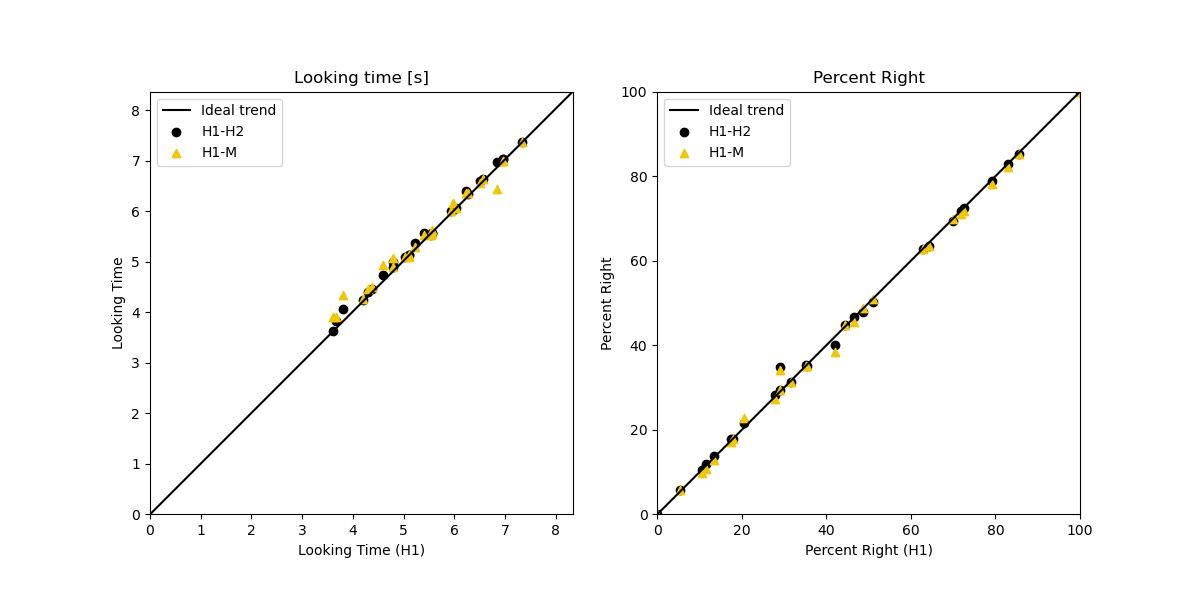 Looking time [s]
Ideal trend
H1-H2
H1-M
8
7
6
5
4
3
2
1
0
Looking Time
0 1 2 3 4 5 6 7 8
Looking Time (H1)
Percent Right
Ideal trend
H1-H2
H1-M
100
80
60
40
20
0
Percent Right
0 20 40 60 80 100
Percent Right (H1)